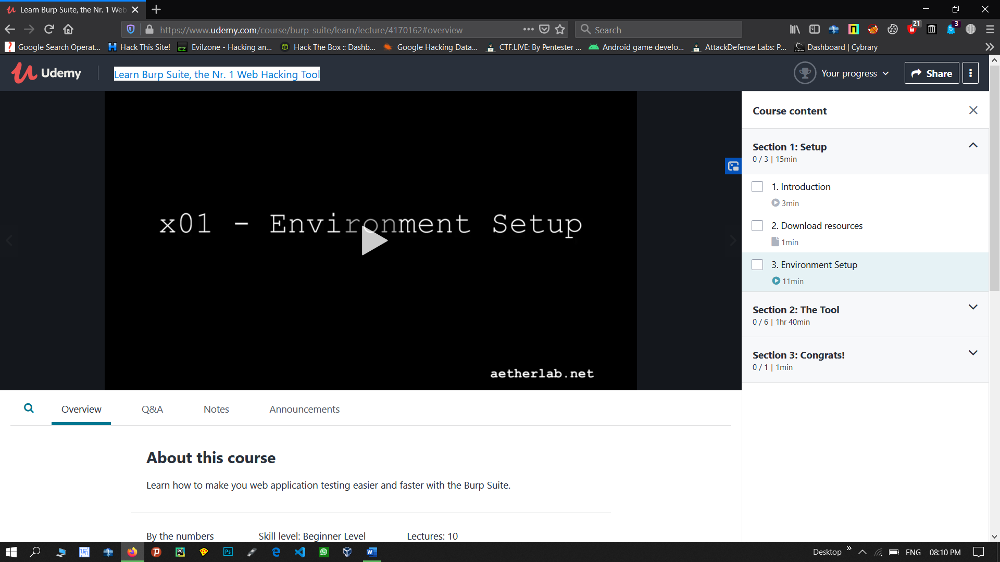 Learn Burp Suite, the Nr. 1 Web
https://www.udemy.com/course/burp-suite/learn/lecture/4170162#overview
Search
21
3
Google Search Operat...
Hack This Site!
EZ
Evilzone - Hacking an...
Hack The Box :: Dashb...
Google Hacking Data...
CTF.LIVE: By Pentester ...
Android game develo...
AttackDefense Labs: P...
Dashboard | Cybrary
Udemy
Learn Burp Suite, the Nr. 1 Web Hacking Tool
Your progress
Share
x01 - Environment Setup
aetherlab.net
Course content
Section 1: Setup
0 / 3 | 15min
1. Introduction
3min
2. Download resources
1min
3. Environment Setup
11min
Section 2: The Tool
0 / 6 | 1hr 40min
Section 3: Congrats!
0 / 1 | 1min
Overview
Q&A
Notes
Announcements
About this course
Learn how to make you web application testing easier and faster with the Burp Suite.
By the numbers
Skill level: Beginner Level
Lectures: 10
PC
Ps
W
Desktop
ENG
08:10 PM